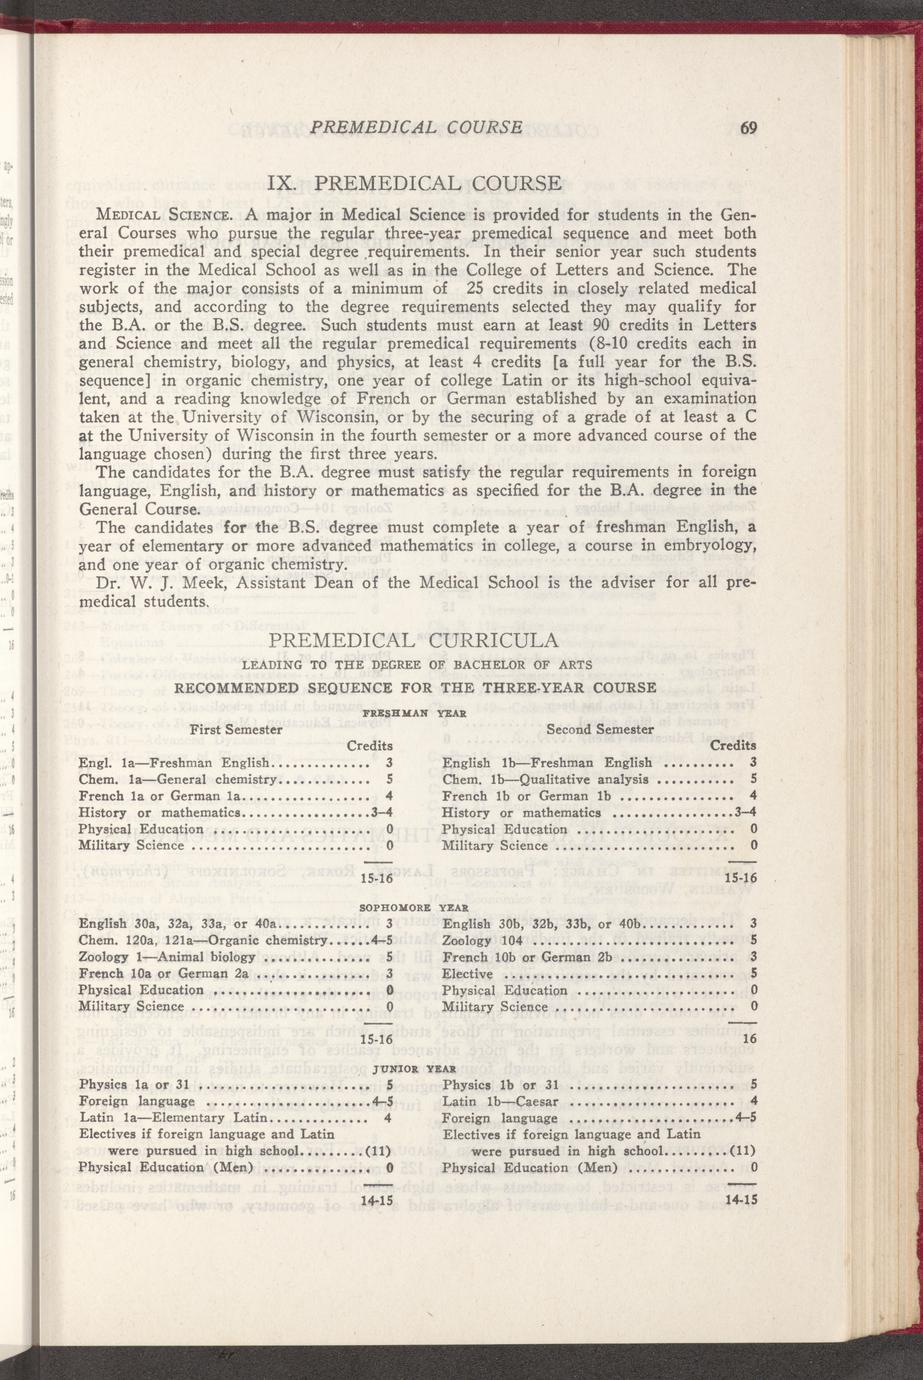 PREMEDICAL COURSE 69
IX. PREMEDICAL COURSE
MEDICAL SCIENCE. A major in Medical Science is provided for students in the Gen-
eral Courses who pursue the regular three-year premedical sequence and meet both
their premedical and special degree requirements. In their senior year such students
register in the Medical School as well as in the College of Letters and Science. The
work of the major consists of a minimum of 25 credits in closely related medical
subjects, and according to the degree requirements selected they may qualify for
the B.A. or the B.S. degree. Such students must earn at least 90 credits in Letters
and Science and meet all the regular premedical requirements (8-10 credits each in
general chemistry, biology, and physics, at least 4 credits [a full year for the B.S.
sequence] in organic chemistry, one year of college Latin or its high-school equiva-
lent, and a reading knowledge of French or German established by an examination
taken at the University of Wisconsin, or by the securing of a grade of at least a C
at the University of Wisconsin in the fourth semester or a more advanced course of the
language chosen) during the first three years.
The candidates for the B.A. degree must satisfy the regular requirements in foreign
language, English, and history or mathematics as specified for the B.A. degree in the
General Course.
The candidates for the B.S. degree must complete a year of freshman English, a
year of elementary or more advanced mathematics in college, a course in embryology,
and one year of organic chemistry.
Dr. W. J. Meek, Assistant Dean of the Medical School is the adviser for all pre-
medical students.
PREMEDICAL CURRICULA
LEADING TO THE DEGREE OF BACHELOR OF ARTS
RECOMMENDED SEQUENCE FOR THE THREE-YEAR COURSE
FRESHMAN YEAR
First Semester
Credits
Engl. 1a—Freshman English.............. 3
Chem. 1a—General chemistry............. 5
French 1a or German 1a.................. 4
History or mathematics..................3-4
Physical Education ...................... 0
Military Science ......................... 0
15-16
Second Semester
Credits
English 1b—Freshman English .......... 3
Chem. 1b—Qualitative analysis ........... 5
French 1b or German 1b ................ 4
History or mathematics .................3-4
Physical Education ...................... 0
Military Science ......................... 0
15-16
SOPHOMORE YEAR
English 30a, 32a, 33a, or 40a............. 3
Chem. 120a, 121a—Organic chemistry......4-5
Zoology 1—Animal biology ............... 5
French 10a or German 2a ................ 3
Physical Education ...................... 0
Military Science ......................... 0
15-16
English 30b, 32b, 33b, or 40b............. 3
Zoology 104 ............................. 5
French 10b or German 2b ................ 3
Elective ................................ 5
Physical Education ...................... 0
Military Science ......................... 0
16
JUNIOR YEAR
Physics 1a or 31 ........................ 5
Foreign language .......................4-5
Latin 1a—Elementary Latin.............. 4
Electives if foreign language and Latin
were pursued in high school.........(11)
Physical Education (Men) ............... 0
14-15
Physics 1b or 31 ....................... 5
Latin 1b—Caesar ....................... 4
Foreign language .......................4-5
Electives if foreign language and Latin
were pursued in high school.........(11)
Physical Education (Men) ............... 0
14-15